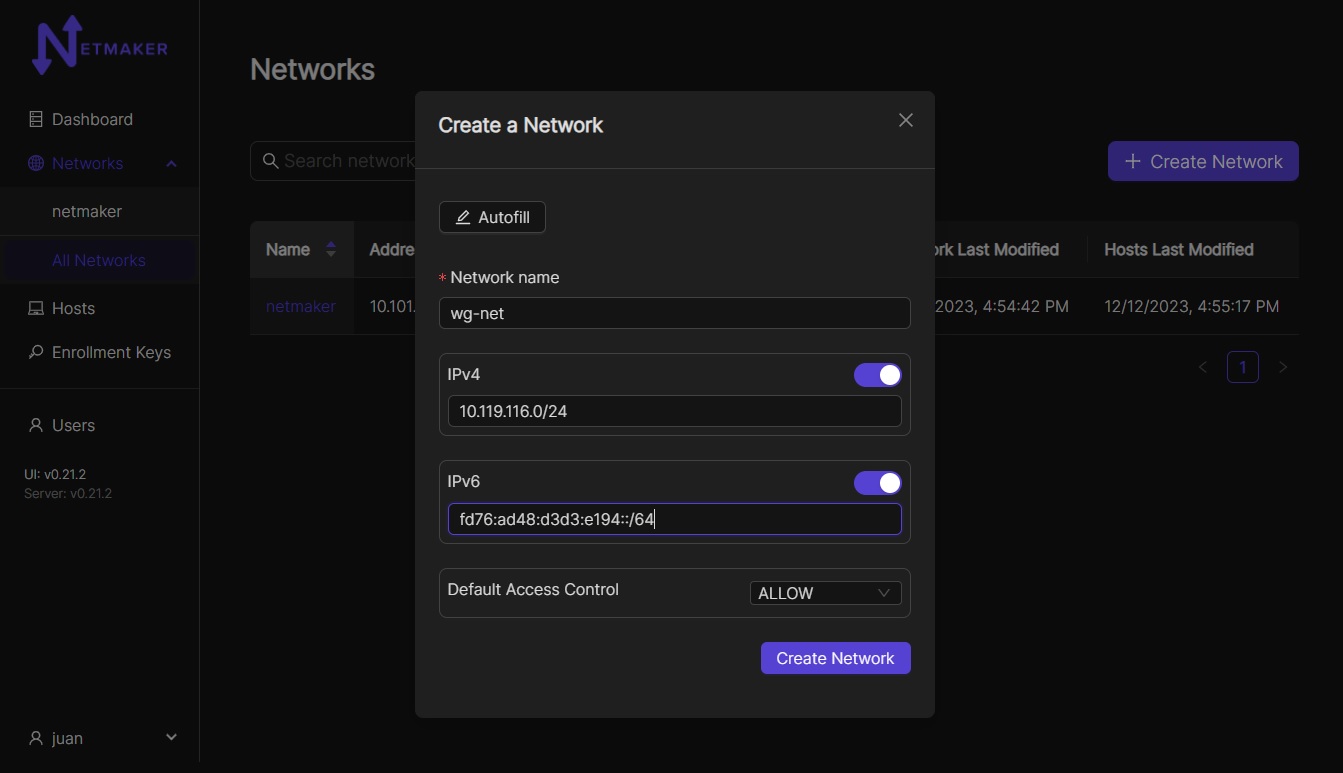 NETMAKER
Dashboard
Networks
netmaker
All Networks
Hosts
Enrollment Keys
Users
UI: v0.21.2
Server: v0.21.2
juan
Networks
Search network
+ Create Network
Name
Addre
rk Last Modified
Hosts Last Modified
netmaker
10.101.
2023, 4:54:42 PM
12/12/2023, 4:55:17 PM
1
Create a Network
Autofill
* Network name
wg-net
IPv4
10.119.116.0/24
IPv6
fd76:ad48:d3d3:e194::/64
Default Access Control
ALLOW
Create Network